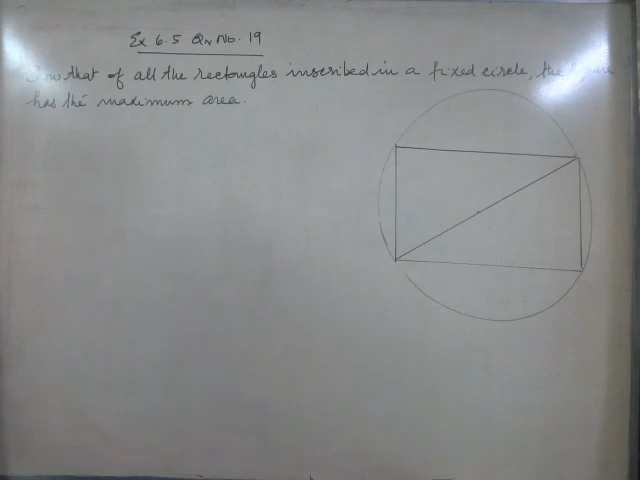 Ex 6.5 Qn No. 19
that of all the rectangles inscribed in a fixed circle, the
has the maximum area.